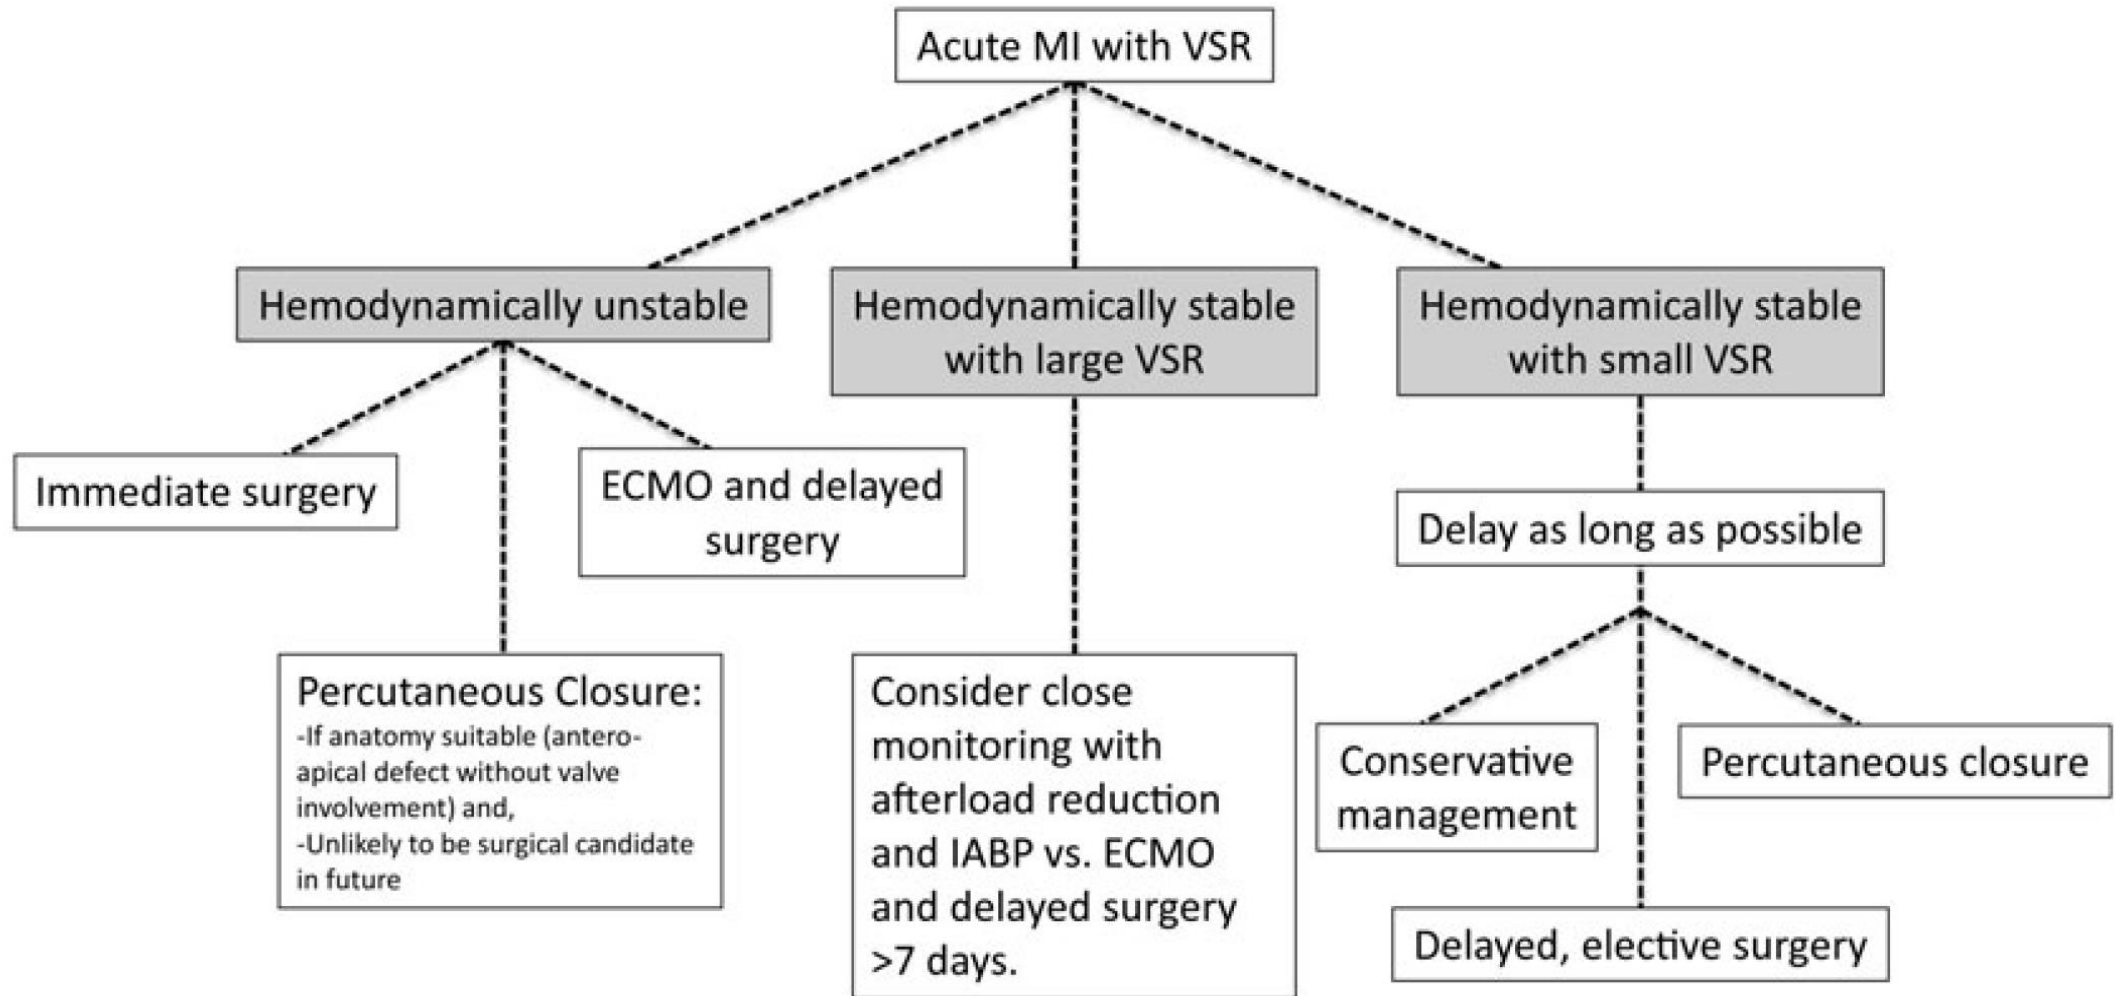 Acute MI with VSR
Hemodynamically unstable
Hemodynamically stable
with large VSR
Hemodynamically stable
with small VSR
Immediate surgery
ECMO and delayed
surgery
Delay as long as possible
Percutaneous Closure:
-If anatomy suitable (antero-
apical defect without valve
involvement) and,
-Unlikely to be surgical candidate
in future
Consider close
monitoring with
afterload reduction
and IABP vs. ECMO
and delayed surgery
>7 days.
Conservative
management
Percutaneous closure
Delayed, elective surgery